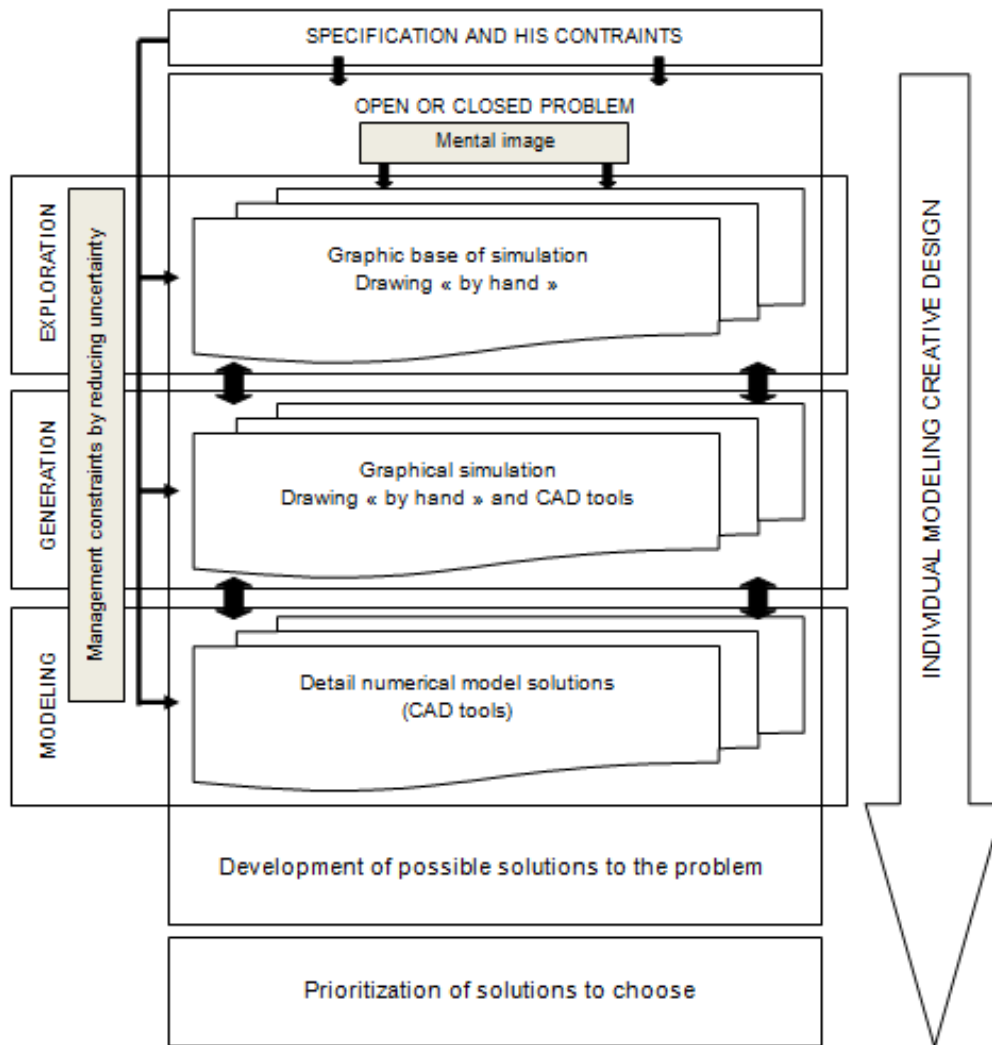 SPECIFICATION AND HIS CONTRAINTS
OPEN OR CLOSED PROBLEM
Mental image
EXPLORATION
Management constraints by reducing uncertainty
Graphic base of simulation
Drawing « by hand »
GENERATION
Graphical simulation
Drawing « by hand » and CAD tools
MODELING
Detail numerical model solutions
(CAD tools)
Development of possible solutions to the problem
Prioritization of solutions to choose
INDIVIDUAL MODELING CREATIVE DESIGN